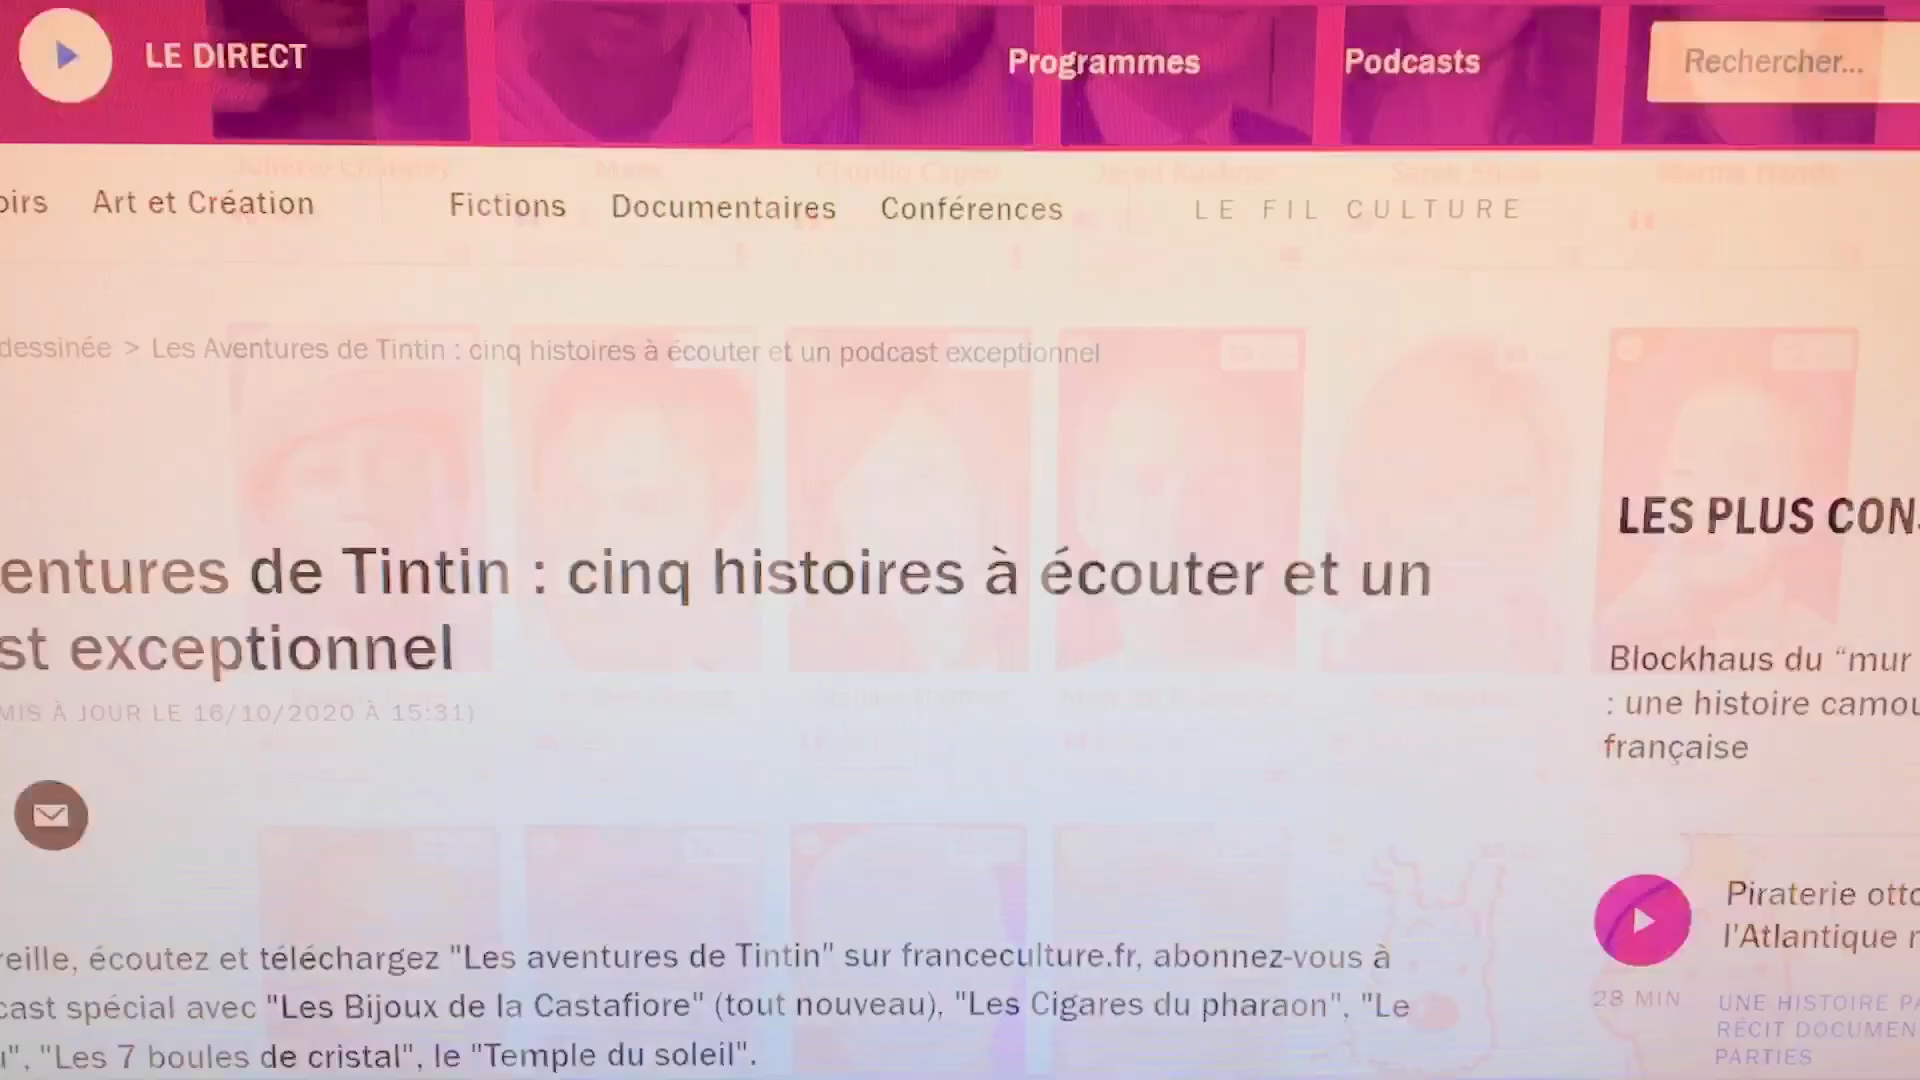 LE DIRECT
Programmes
Podcasts
Rechercher...
oirs
Art et Création
Fictions
Documentaires
Conférences
LE FIL CULTURE
dessinée > Les Aventures de Tintin : cinq histoires à écouter et un podcast exceptionnel
entures de Tintin : cinq histoires à écouter et un
st exceptionnel
MIS À JOUR LE 16/10/2020 À 15:31)
eille, écoutez et téléchargez "Les aventures de Tintin" sur franceculture.fr, abonnez-vous à
cast spécial avec "Les Bijoux de la Castafiore" (tout nouveau), "Les Cigares du pharaon", "Le
", "Les 7 boules de cristal", le "Temple du soleil".
LES PLUS CON
Blockhaus du “mur
: une histoire camou
française
Piraterie otto
l'Atlantique
28 MIN
UNE HISTOIRE PA
RÉCIT DOCUMEN
PARTIES